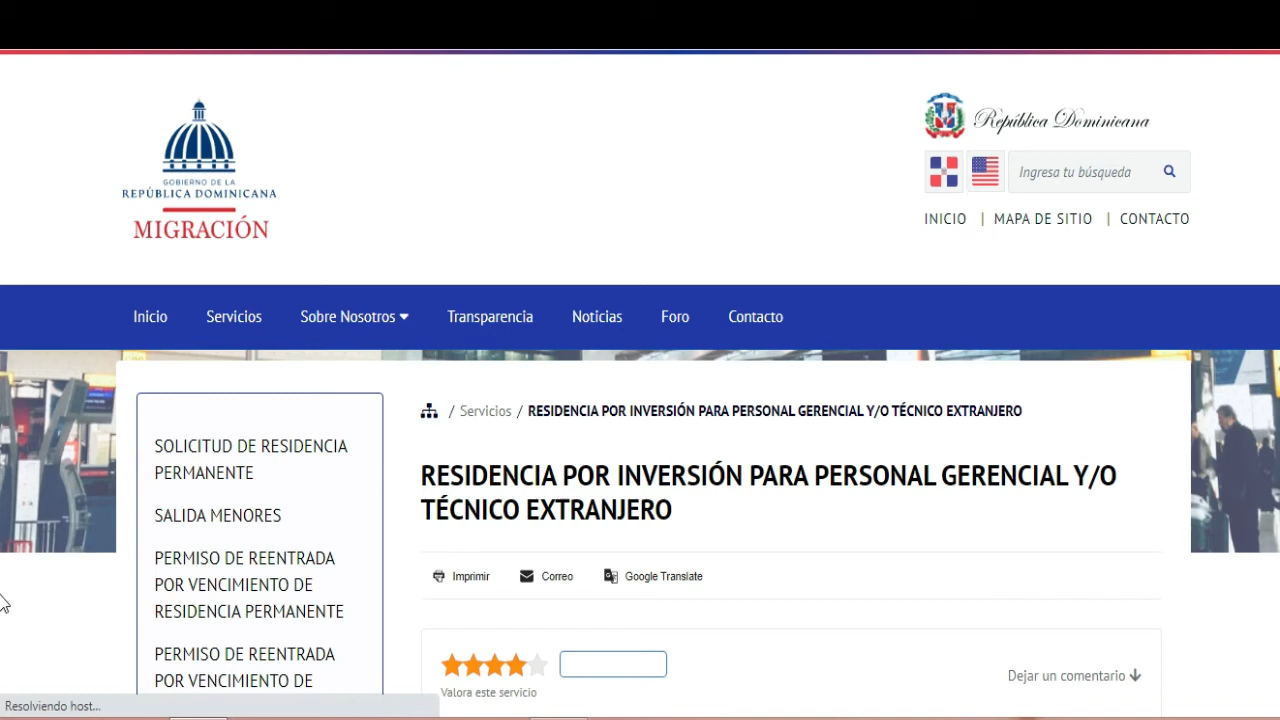 GOBIERNO DE LA
REPÚBLICA DOMINICANA
MIGRACIÓN
República Dominicana
Ingresa tu búsqueda
INICIO | MAPA DE SITIO | CONTACTO
Inicio Servicios Sobre Nosotros Transparencia Noticias Foro Contacto
SOLICITUD DE RESIDENCIA
PERMANENTE
SALIDA MENORES
PERMISO DE REENTRADA
POR VENCIMIENTO DE
RESIDENCIA PERMANENTE
PERMISO DE REENTRADA
POR VENCIMIENTO DE
/ Servicios / RESIDENCIA POR INVERSIÓN PARA PERSONAL GERENCIAL Y/O TÉCNICO EXTRANJERO
RESIDENCIA POR INVERSIÓN PARA PERSONAL GERENCIAL Y/O
TÉCNICO EXTRANJERO
Imprimir Correo Google Translate
Valora este servicio
Dejar un comentario
Resolviendo host...